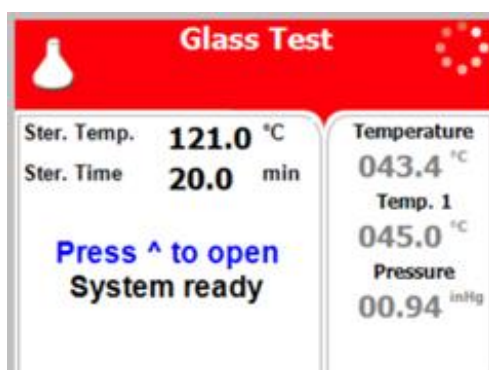 Glass Test
Ster. Temp. 121.0 °C
Ster. Time 20.0 min
Press ^ to open
System ready
Temperature
043.4 °C
Temp. 1
045.0 °C
Pressure
00.94 inHg